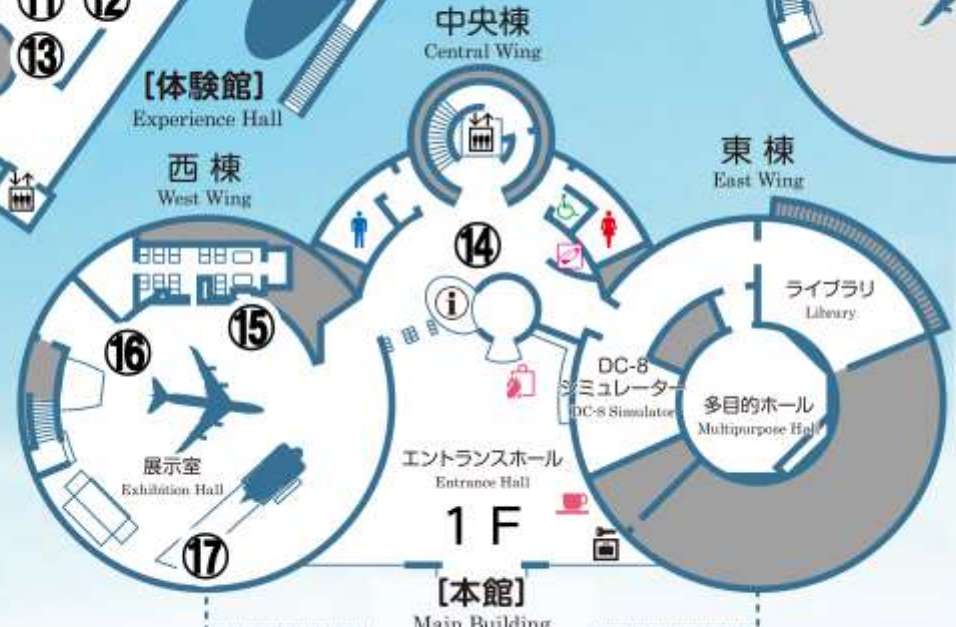 ⑪ ⑫
⑬
中央棟
Central Wing
[体験館]
Experience Hall
西棟
West Wing
東棟
East Wing
⑭
ライブラリ
Library
i
⑮
⑯
DC-8
シミュレーター
DC-8 Simulator
多目的ホール
Multipurpose Hall
展示室
Exhibition Hall
エントランスホール
Entrance Hall
1F
⑰
[本館]
Main Building